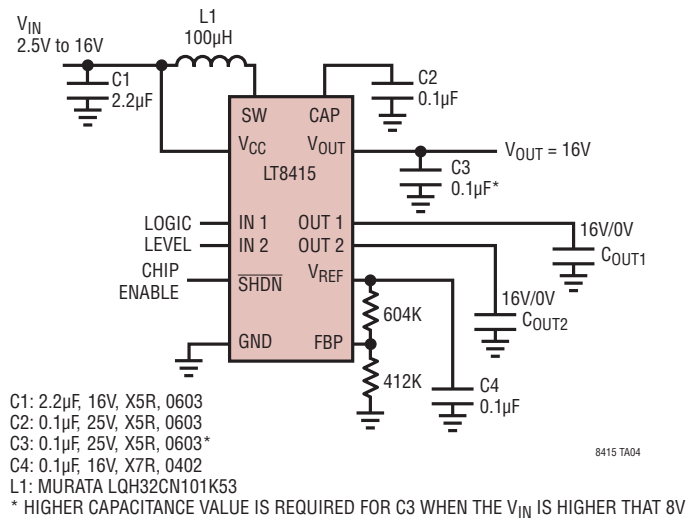 VIN
2.5V to 16V
L1
100µH
C1
2.2µF
C2
0.1µF
SW
CAP
VCC
VOUT
LT8415
VOUT = 16V
C3
0.1µF*
LOGIC
LEVEL
IN 1
IN 2
OUT 1
OUT 2
16V/0V
COUT1
CHIP
ENABLE
SHDN
VREF
16V/0V
COUT2
604K
GND
FBP
412K
C4
0.1µF
C1: 2.2µF, 16V, X5R, 0603
C2: 0.1µF, 25V, X5R, 0603
C3: 0.1µF, 25V, X5R, 0603*
C4: 0.1µF, 16V, X7R, 0402
L1: MURATA LQH32CN101K53
* HIGHER CAPACITANCE VALUE IS REQUIRED FOR C3 WHEN THE VIN IS HIGHER THAT 8V
8415 TA04